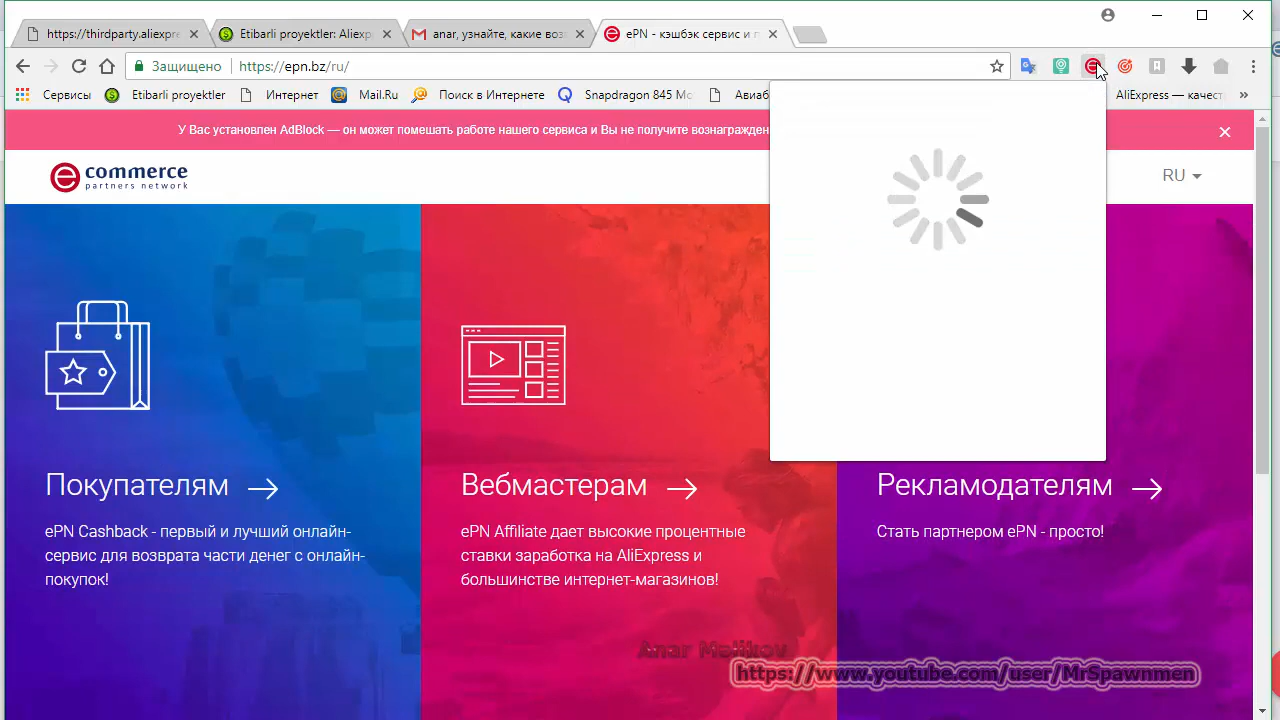 https://thirdparty.aliexpre
Etibarli proyektler: Aliexp
anar, узнайте, какие воз
ePN - кэшбэк сервис и п
Защищено
https://epn.bz/ru/
Сервисы
Etibarli proyektler
Интернет
Mail.Ru
Поиск в Интернете
Snapdragon 845 Мо
Авиаб
AliExpress — качест
У Вас установлен AdBlock — он может помешать работе нашего сервиса и Вы не получите вознагражден
e commerce
partners network
RU
Покупателям
ePN Cashback - первый и лучший онлайн-
сервис для возврата части денег с онлайн-
покупок!
Вебмастерам
ePN Affiliate дает высокие процентные
ставки заработка на AliExpress и
большинстве интернет-магазинов!
Рекламодателям
Стать партнером ePN - просто!
Anar Melikov
https://www.youtube.com/user/MrSpawnmen